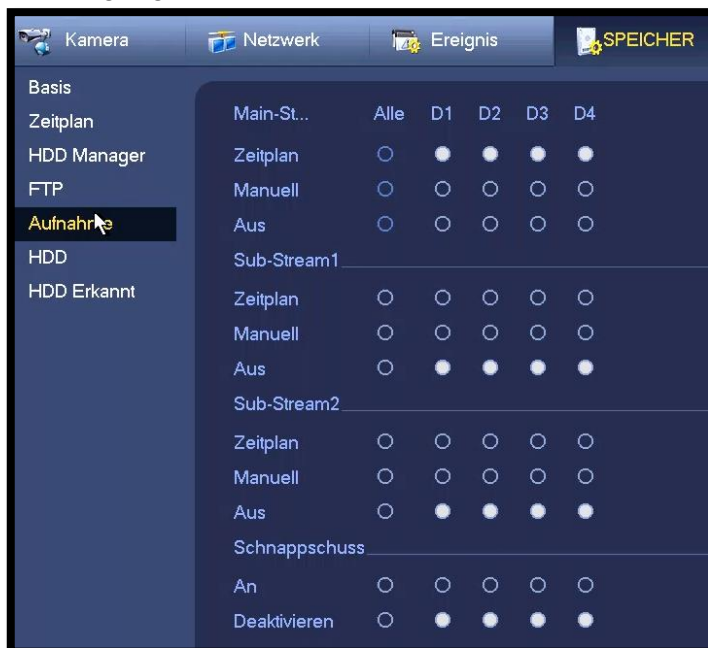 Kamera Netzwerk Ereignis SPEICHER
Basis
Zeitplan
HDD Manager
FTP
Aufnahme
HDD
HDD Erkannt
Main-St... Alle D1 D2 D3 D4
Zeitplan
Manuell
Aus
Sub-Stream1
Zeitplan
Manuell
Aus
Sub-Stream2
Zeitplan
Manuell
Aus
Schnappschuss
An
Deaktivieren